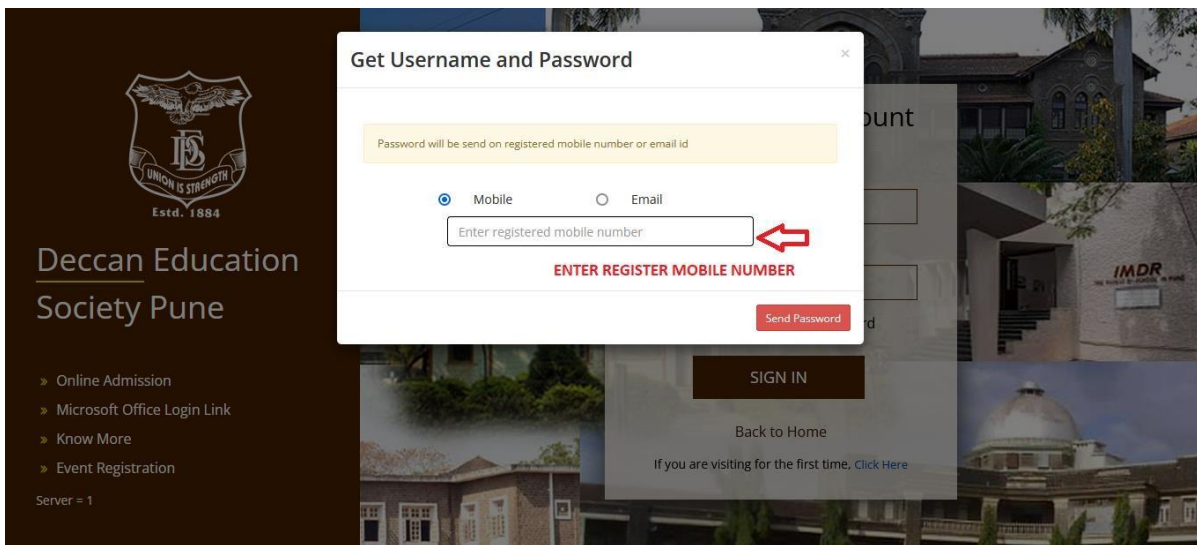 DES
UNION IS STRENGTH
Estd. 1884
Deccan Education
Society Pune
» Online Admission
» Microsoft Office Login Link
» Know More
» Event Registration
Server = 1
Get Username and Password
×
Password will be send on registered mobile number or email id
Mobile
Email
Enter registered mobile number
ENTER REGISTER MOBILE NUMBER
Send Password
SIGN IN
Back to Home
If you are visiting for the first time, Click Here
IMDR